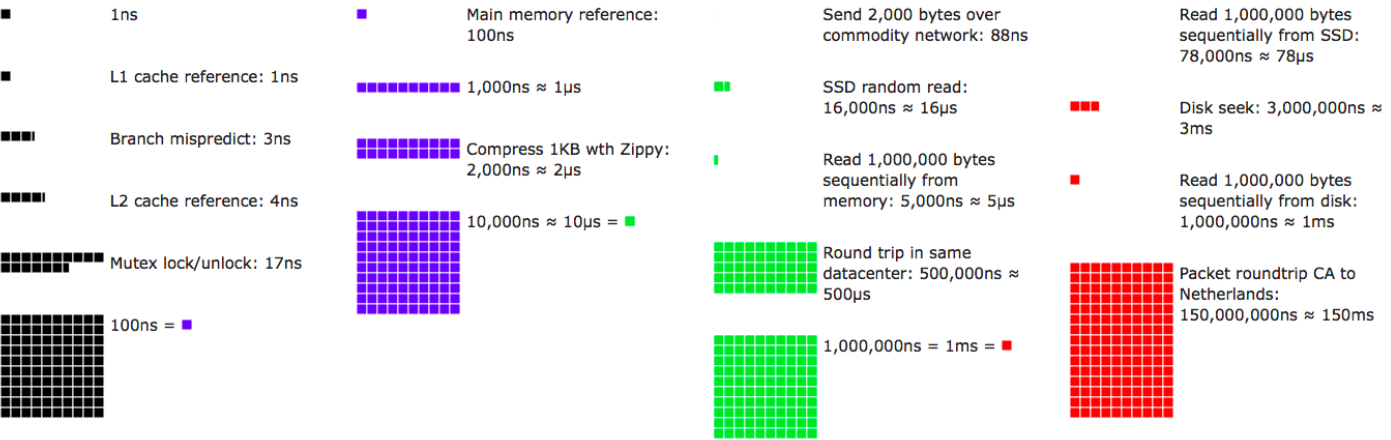 1ns
L1 cache reference: 1ns
Branch mispredict: 3ns
L2 cache reference: 4ns
Mutex lock/unlock: 17ns
100ns =
Main memory reference:
100ns
1,000ns ≈ 1µs
Compress 1KB wth Zippy:
2,000ns ≈ 2µs
10,000ns ≈ 10µs =
Send 2,000 bytes over
commodity network: 88ns
SSD random read:
16,000ns ≈ 16µs
Read 1,000,000 bytes
sequentially from
memory: 5,000ns ≈ 5µs
Round trip in same
datacenter: 500,000ns ≈
500µs
1,000,000ns = 1ms =
Read 1,000,000 bytes
sequentially from SSD:
78,000ns ≈ 78µs
Disk seek: 3,000,000ns ≈
3ms
Read 1,000,000 bytes
sequentially from disk:
1,000,000ns ≈ 1ms
Packet roundtrip CA to
Netherlands:
150,000,000ns ≈ 150ms